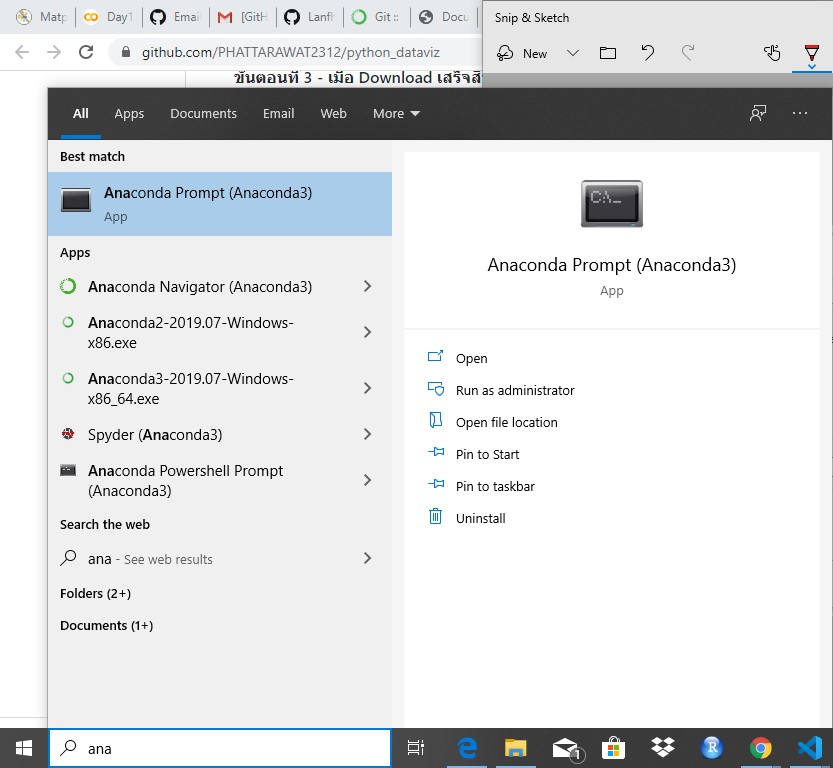 Matp
Day1
Emai
[GitH
Lanfh
Git ::
Docu
Snip & Sketch
github.com/PHATTARAWAT2312/python_dataviz
New
ขั้นตอนที่ 3 - เมื่อ Download เสร็จสิ
All Apps Documents Email Web More
Best match
Anaconda Prompt (Anaconda3)
App
Apps
Anaconda Navigator (Anaconda3)
Anaconda2-2019.07-Windows-
x86.exe
Anaconda3-2019.07-Windows-
x86_64.exe
Spyder (Anaconda3)
Anaconda Powershell Prompt
(Anaconda3)
Search the web
ana - See web results
Folders (2+)
Documents (1+)
C:\_
Anaconda Prompt (Anaconda3)
App
Open
Run as administrator
Open file location
Pin to Start
Pin to taskbar
Uninstall
ana
1
R